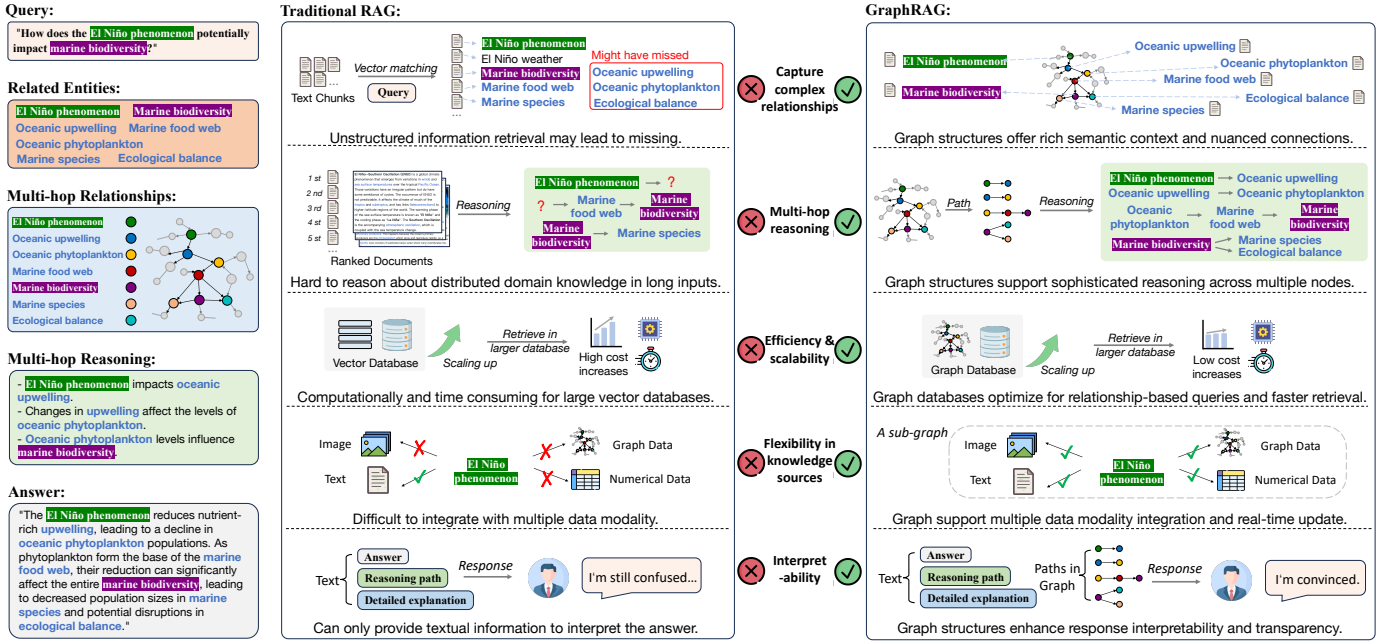 Query:
"How does the El Niño phenomenon potentially
impact marine biodiversity?"
Related Entities:
El Niño phenomenon Marine biodiversity
Oceanic upwelling Marine food web
Oceanic phytoplankton
Marine species Ecological balance
Multi-hop Relationships:
El Niño phenomenon
Oceanic upwelling
Oceanic phytoplankton
Marine food web
Marine biodiversity
Marine species
Ecological balance
Multi-hop Reasoning:
- El Niño phenomenon impacts oceanic
upwelling.
- Changes in upwelling affect the levels of
oceanic phytoplankton.
- Oceanic phytoplankton levels influence
marine biodiversity.
Answer:
"The El Niño phenomenon reduces nutrient-
rich upwelling, leading to a decline in
oceanic phytoplankton populations. As
phytoplankton form the base of the marine
food web, their reduction can significantly
affect the entire marine biodiversity, leading
to decreased population sizes in marine
species and potential disruptions in
ecological balance."
Traditional RAG:
Text Chunks
...
Vector matching
Query
El Niño phenomenon
El Niño weather
Marine biodiversity
Marine food web
Marine species
...
Might have missed
Oceanic upwelling
Oceanic phytoplankton
Ecological balance
Unstructured information retrieval may lead to missing.
1 st
2 nd
3 rd
4 st
5 st
...
Ranked Documents
Reasoning
El Niño phenomenon ?
? Marine
food web
Marine
biodiversity
Marine
biodiversity
Marine species
Hard to reason about distributed domain knowledge in long inputs.
Vector Database
Scaling up
Retrieve in
larger database
High cost
increases
Computationally and time consuming for large vector databases.
Image
Text
El Niño
phenomenon
Graph Data
Numerical Data
Difficult to integrate with multiple data modality.
Text
Answer
Reasoning path
Detailed explanation
Response
I'm still confused...
Can only provide textual information to interpret the answer.
Capture
complex
relationships
Multi-hop
reasoning
Efficiency &
scalability
Flexibility in
knowledge
sources
Interpret
-ability
GraphRAG:
El Niño phenomenon
Marine biodiversity
Oceanic upwelling
Oceanic phytoplankton
Marine food web
Ecological balance
Marine species
Graph structures offer rich semantic context and nuanced connections.
Path
Reasoning
El Niño phenomenon Oceanic upwelling
Oceanic upwelling Oceanic phytoplankton
Oceanic
phytoplankton
Marine
food web
Marine
biodiversity
Marine biodiversity
Marine species
Ecological balance
Graph structures support sophisticated reasoning across multiple nodes.
Graph Database
Scaling up
Retrieve in
larger database
Low cost
increases
Graph databases optimize for relationship-based queries and faster retrieval.
A sub-graph
Image
Text
El Niño
phenomenon
Graph Data
Numerical Data
Graph support multiple data modality integration and real-time update.
Text
Answer
Reasoning path
Detailed explanation
Paths in
Graph
Response
I'm convinced.
Graph structures enhance response interpretability and transparency.